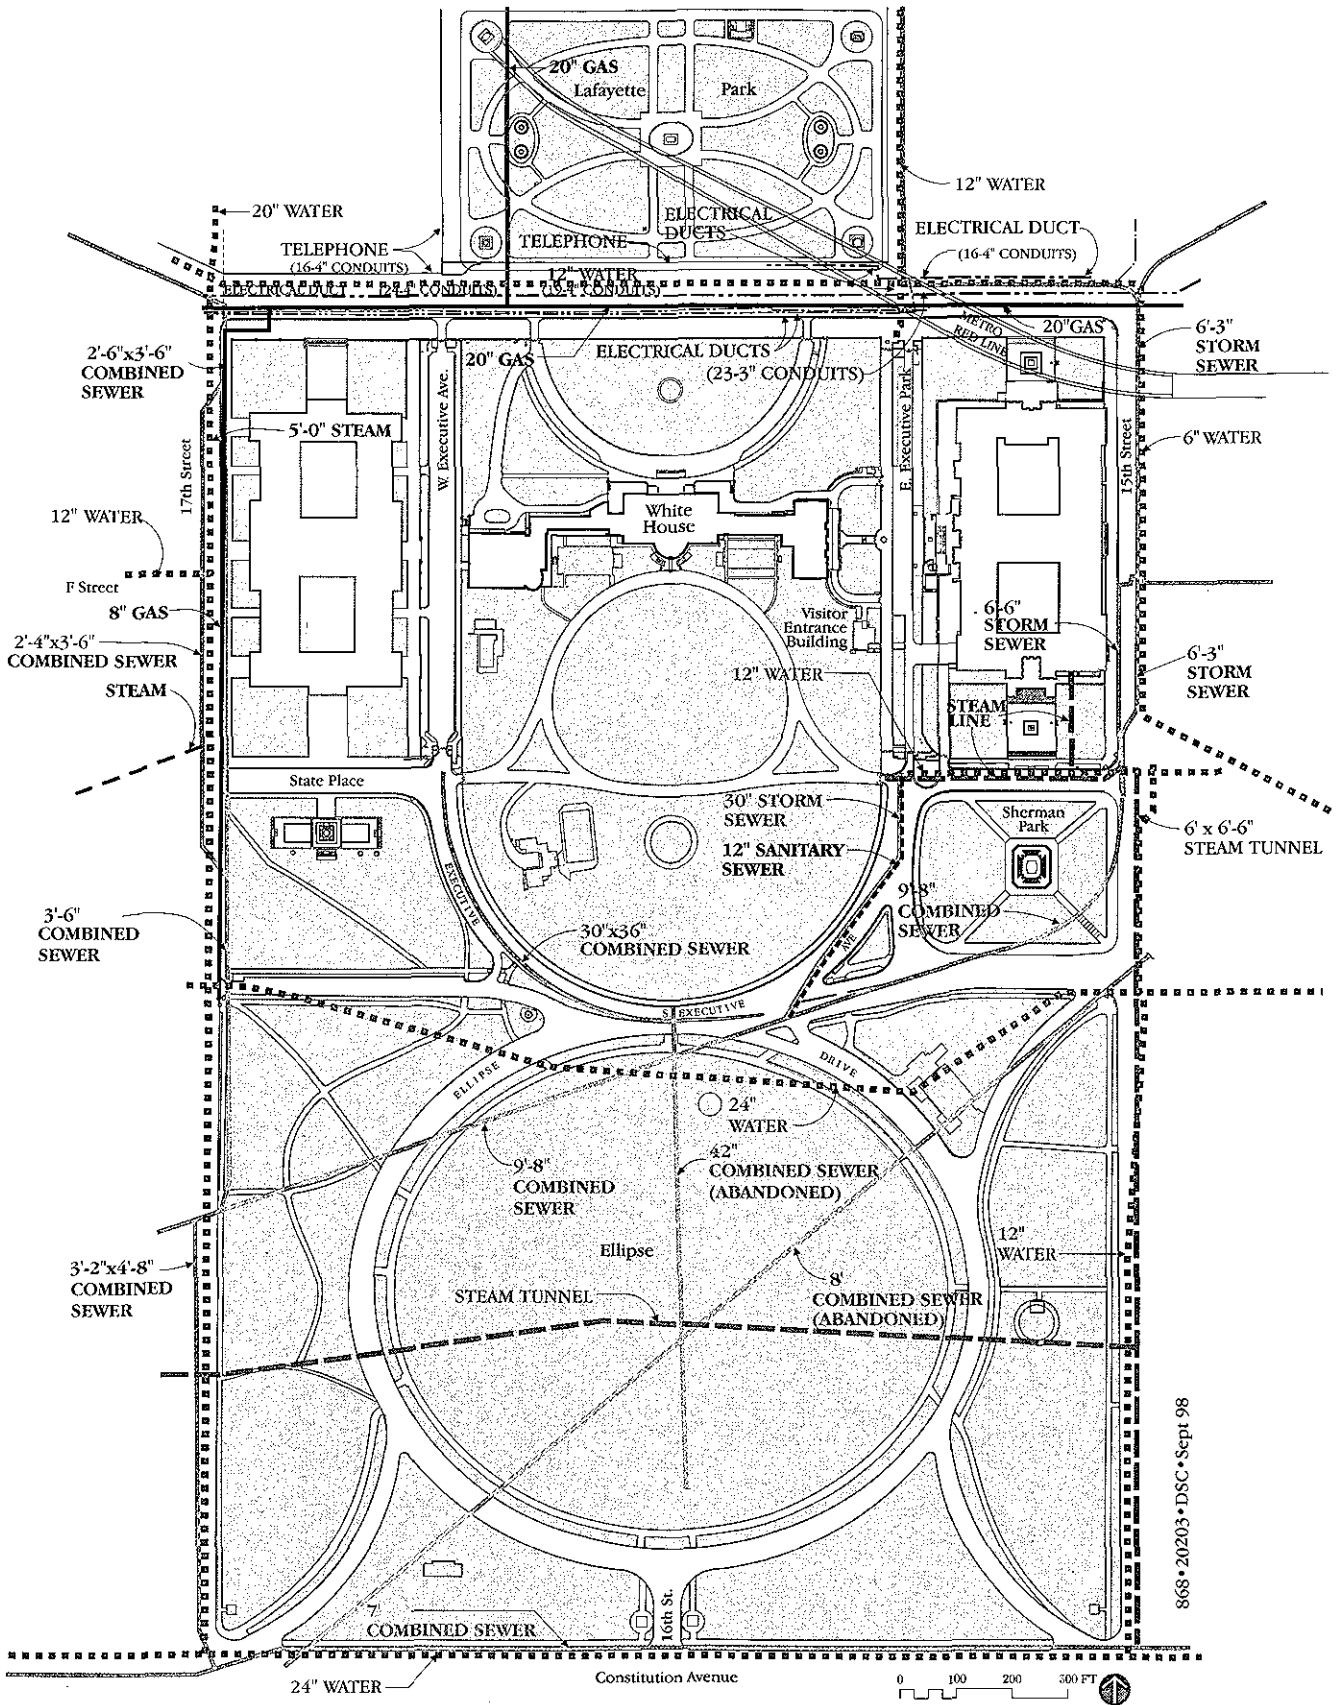 20" GAS
Lafayette Park
12" WATER
20" WATER
ELECTRICAL
DUCTS
ELECTRICAL DUCT
(16-4" CONDUITS)
TELEPHONE
(16-4" CONDUITS)
TELEPHONE
12" WATER
ELECTRICAL DUCT
CONDUITS)
CONDUITS)
METRO
RED LINE
20"GAS
6'-3"
STORM
SEWER
2'-6"x3'-6"
COMBINED
SEWER
20" GAS
ELECTRICAL DUCTS
(23-3" CONDUITS)
W. Executive Ave.
E. Executive Park
5'-0" STEAM
17th Street
15th Street
6" WATER
12" WATER
White
House
F Street
8" GAS
Visitor
Entrance
Building
6'-6"
STORM
SEWER
2'-4"x3'-6"
COMBINED SEWER
6'-3"
STORM
SEWER
12" WATER
STEAM
STEAM
LINE
State Place
30" STORM
SEWER
Sherman
Park
6' x 6'-6"
STEAM TUNNEL
12" SANITARY
SEWER
EXECUTIVE
9'-8"
COMBINED
SEWER
3'-6"
COMBINED
SEWER
30"x36"
COMBINED SEWER
AVE
S. EXECUTIVE
ELLIPSE
DRIVE
24"
WATER
42"
COMBINED SEWER
(ABANDONED)
9'-8"
COMBINED
SEWER
12"
WATER
Ellipse
3'-2"x4'-8"
COMBINED
SEWER
8'
COMBINED SEWER
(ABANDONED)
STEAM TUNNEL
868•20203•DSC•Sept 98
7'
COMBINED SEWER
16th St.
24" WATER
Constitution Avenue
0 100 200 300 FT